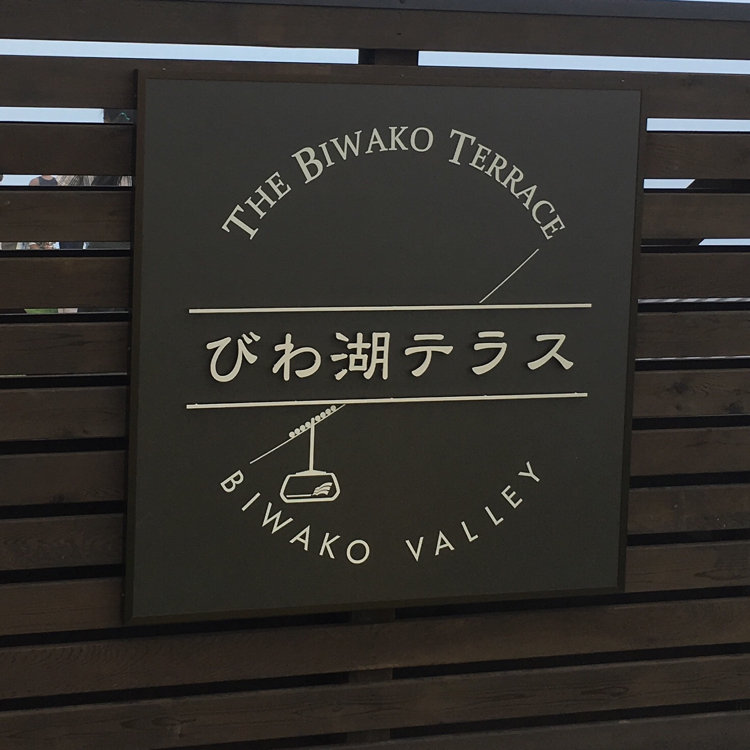 THE BIWAKO TERRACE
びわ湖テラス
BIWAKO VALLEY